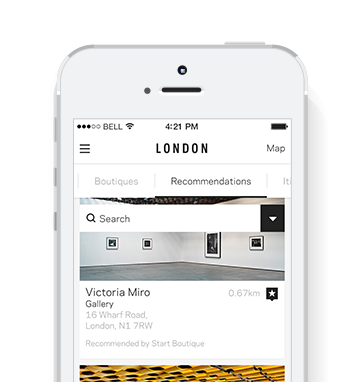 BELL 4:21 PM
LONDON Map
Boutiques Recommendations Iti
Search
Victoria Miro 0.67km
Gallery
16 Wharf Road,
London, N1 7RW
Recommended by Start Boutique